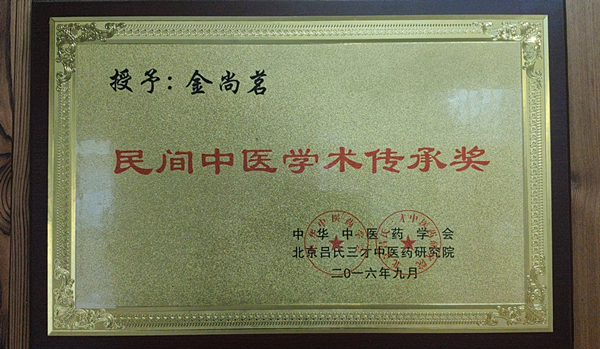 授予：金尚茗
民间中医学术传承奖
中华中医药学会
北京吕氏三才中医药研究院
二0一六年九月